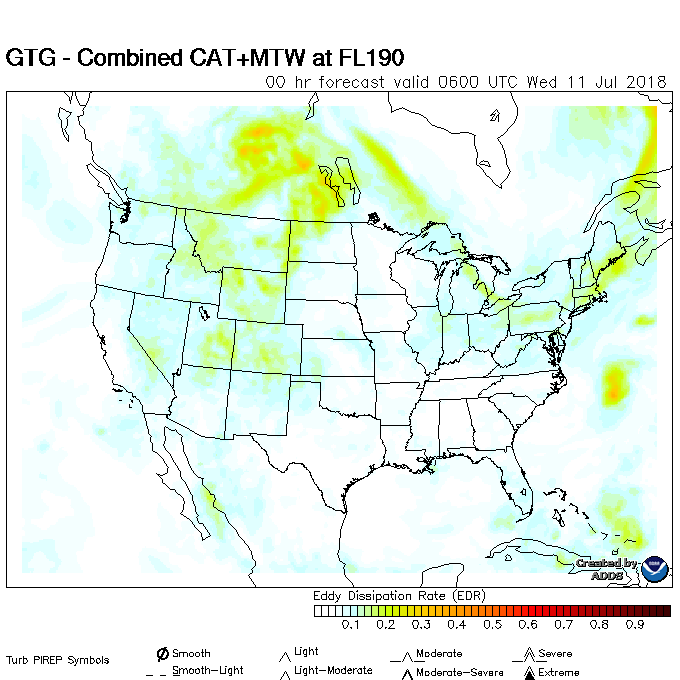 GTG - Combined CAT+MTW at FL190
00 hr forecast valid 0600 UTC Wed 11 Jul 2018
Created by
ADDS
Eddy Dissipation Rate (EDR)
0.1 0.2 0.3 0.4 0.5 0.6 0.7 0.8 0.9
Turb PIREP Symbols
Smooth Light Moderate Severe
Smooth-Light Light-Moderate Moderate-Severe Extreme